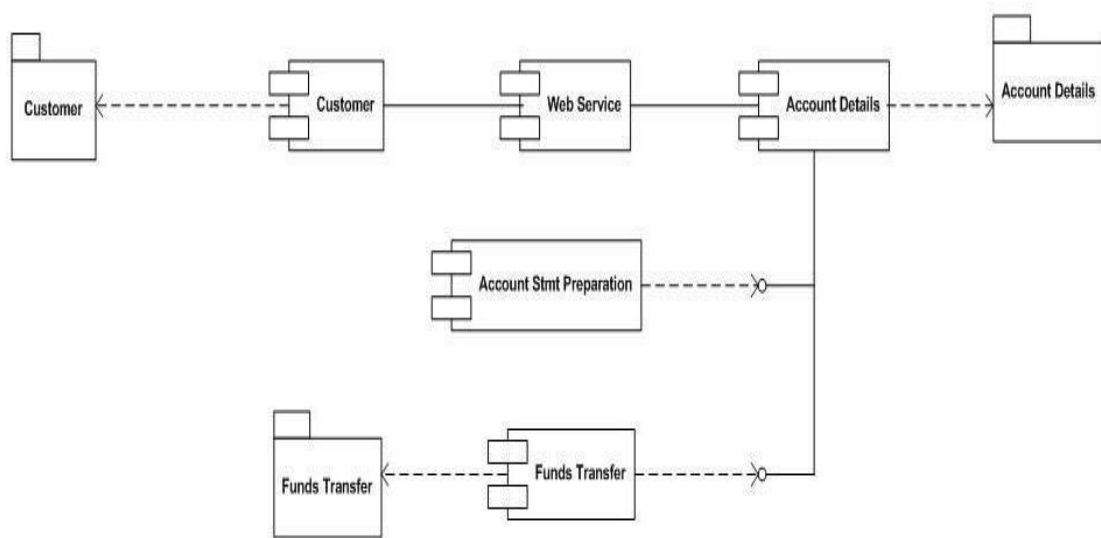 Customer
Customer
Web Service
Account Details
Account Details
Account Stmt Preparation
Funds Transfer
Funds Transfer